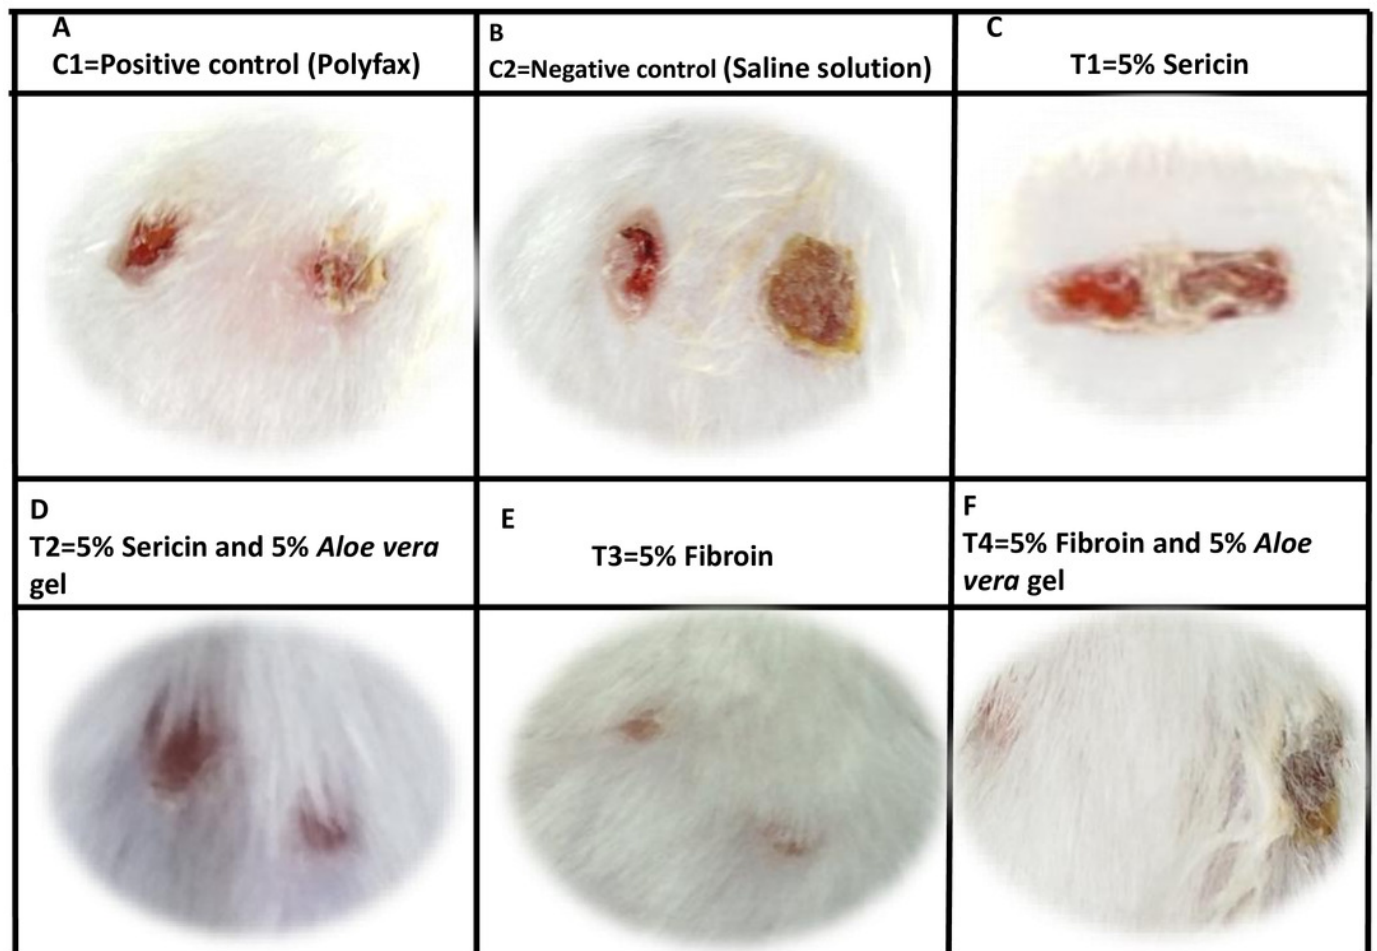 A
C1=Positive control (Polyfax)
B
C2=Negative control (Saline solution)
C
T1=5% Sericin
D
T2=5% Sericin and 5% Aloe vera
gel
E
T3=5% Fibroin
F
T4=5% Fibroin and 5% Aloe
vera gel